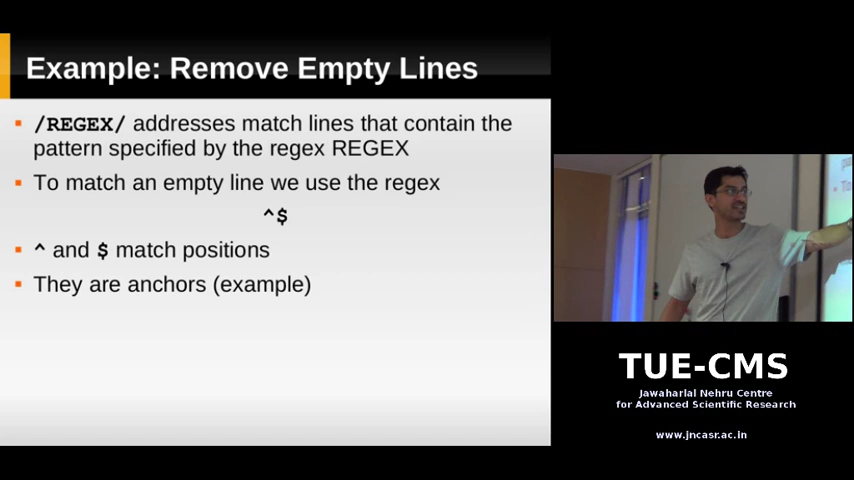 Example: Remove Empty Lines
/REGEX/ addresses match lines that contain the
pattern specified by the regex REGEX
To match an empty line we use the regex
^$
^ and $ match positions
They are anchors (example)
TUE-CMS
Jawaharlal Nehru Centre
for Advanced Scientific Research
www.jncasr.ac.in